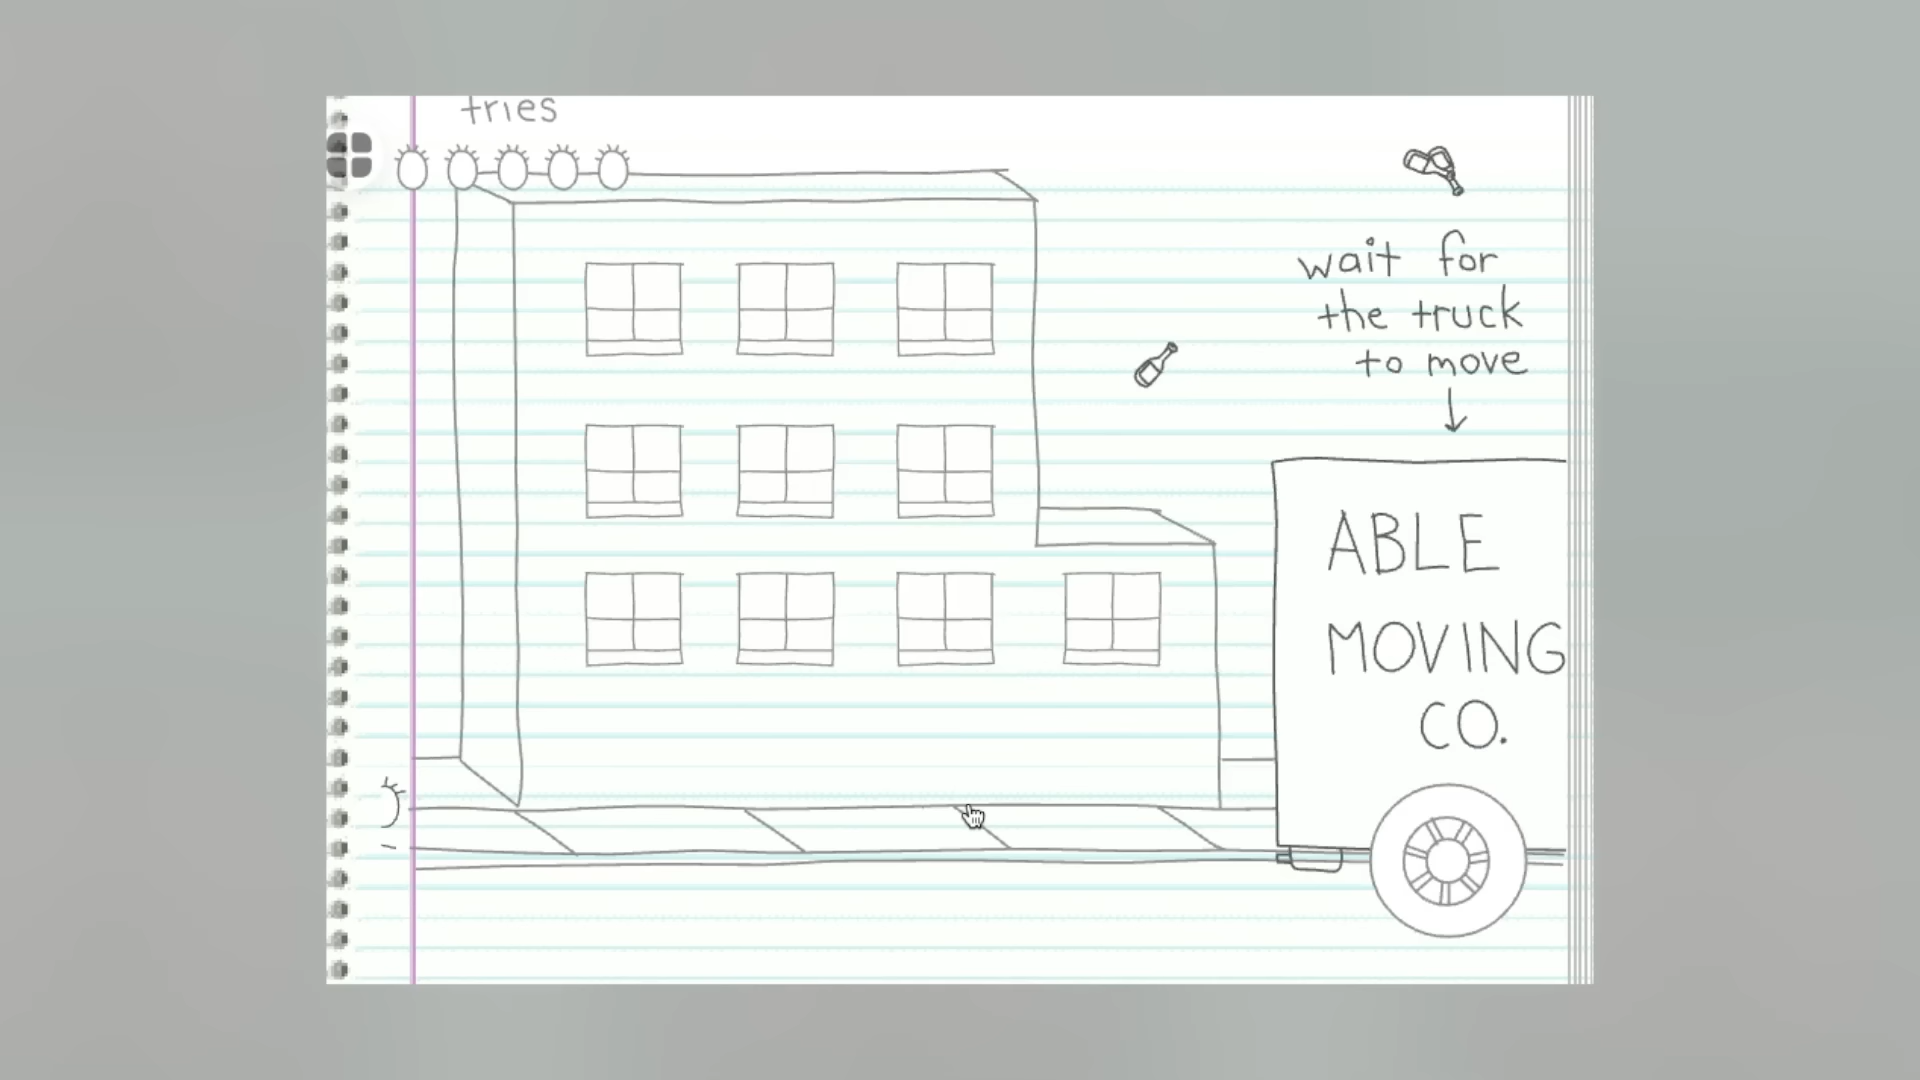 tries
wait for
the truck
to move
ABLE
MOVING
CO.